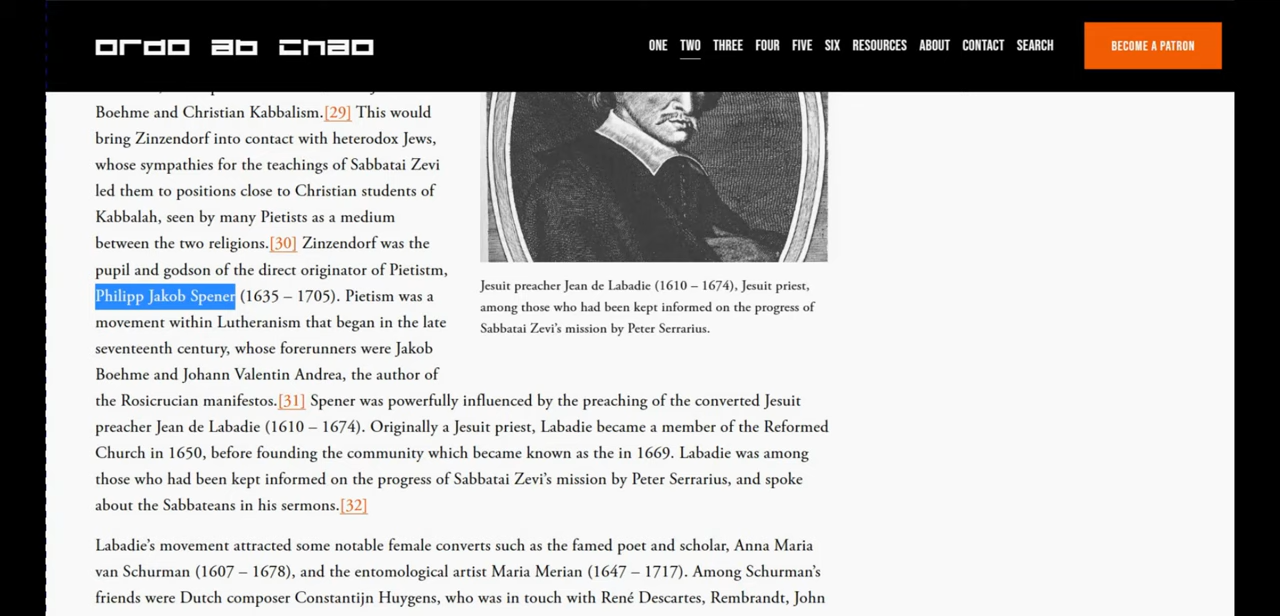 ordo ab chao
ONE TWO THREE FOUR FIVE SIX RESOURCES ABOUT CONTACT SEARCH
BECOME A PATRON
Boehme and Christian Kabbalism.[29] This would
bring Zinzendorf into contact with heterodox Jews,
whose sympathies for the teachings of Sabbatai Zevi
led them to positions close to Christian students of
Kabbalah, seen by many Pietists as a medium
between the two religions.[30] Zinzendorf was the
pupil and godson of the direct originator of Pietistm,
Philipp Jakob Spener (1635 – 1705). Pietism was a
movement within Lutheranism that began in the late
seventeenth century, whose forerunners were Jakob
Boehme and Johann Valentin Andrea, the author of
the Rosicrucian manifestos.[31] Spener was powerfully influenced by the preaching of the converted Jesuit
preacher Jean de Labadie (1610 – 1674). Originally a Jesuit priest, Labadie became a member of the Reformed
Church in 1650, before founding the community which became known as the in 1669. Labadie was among
those who had been kept informed on the progress of Sabbatai Zevi's mission by Peter Serrarius, and spoke
about the Sabbateans in his sermons.[32]
Jesuit preacher Jean de Labadie (1610 – 1674), Jesuit priest,
among those who had been kept informed on the progress of
Sabbatai Zevi's mission by Peter Serrarius.
Labadie's movement attracted some notable female converts such as the famed poet and scholar, Anna Maria
van Schurman (1607 – 1678), and the entomological artist Maria Merian (1647 – 1717). Among Schurman's
friends were Dutch composer Constantijn Huygens, who was in touch with René Descartes, Rembrandt, John